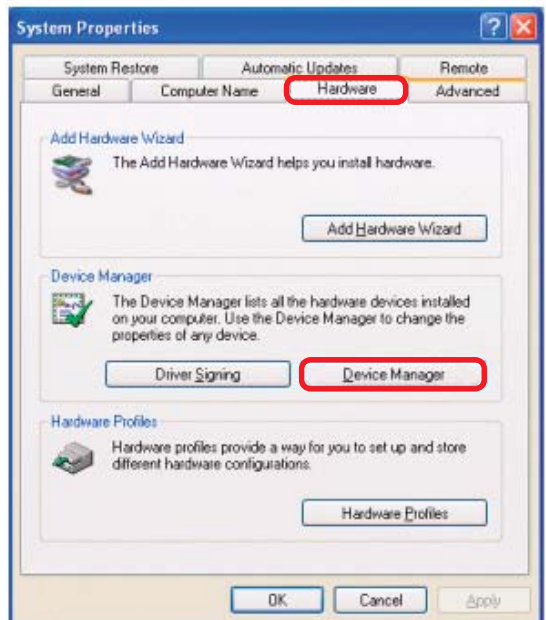 System Properties
System Restore Automatic Updates Remote
General Computer Name Hardware Advanced
Add Hardware Wizard
The Add Hardware Wizard helps you install hardware.
Add Hardware Wizard
Device Manager
The Device Manager lists all the hardware devices installed
on your computer. Use the Device Manager to change the
properties of any device.
Driver Signing Device Manager
Hardware Profiles
Hardware profiles provide a way for you to set up and store
different hardware configurations.
Hardware Profiles
OK Cancel Apply